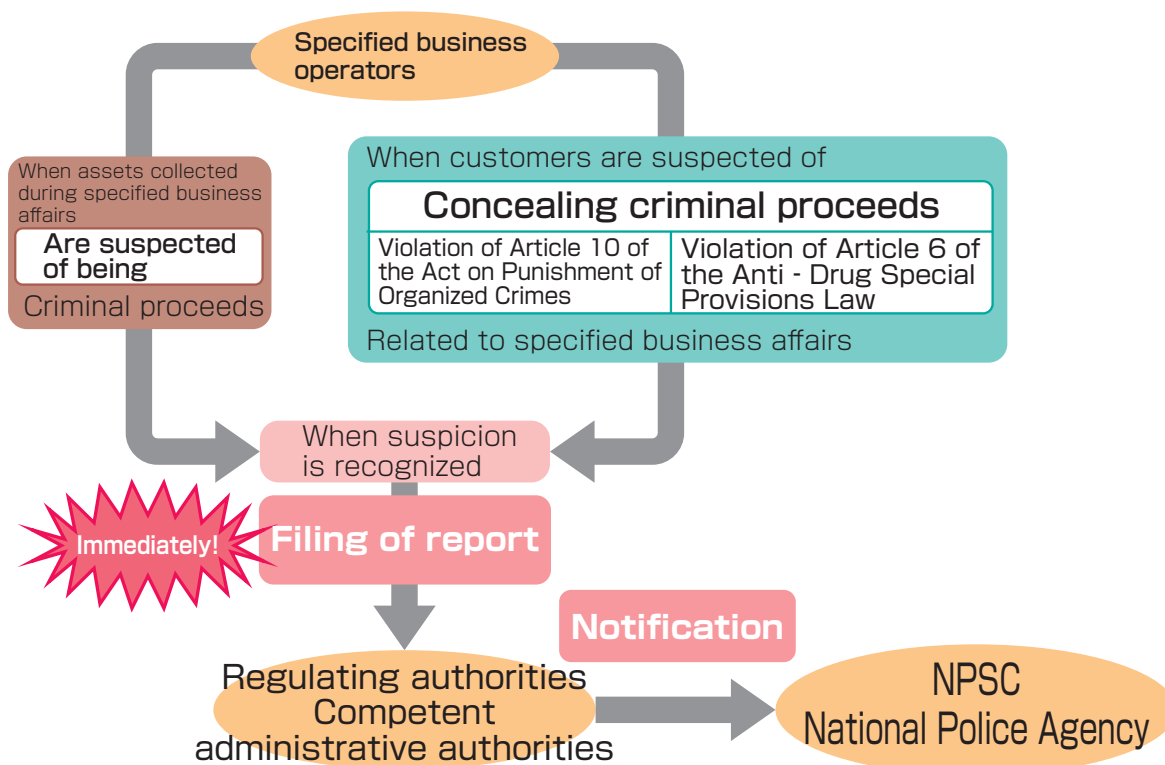 Specified business
operators
When assets collected
during specified business
affairs
Are suspected
of being
Criminal proceeds
When customers are suspected of
Concealing criminal proceeds
Violation of Article 10 of
the Act on Punishment of
Organized Crimes
Violation of Article 6 of
the Anti - Drug Special
Provisions Law
Related to specified business affairs
When suspicion
is recognized
Immediately!
Filing of report
Notification
Regulating authorities
Competent
administrative authorities
NPSC
National Police Agency